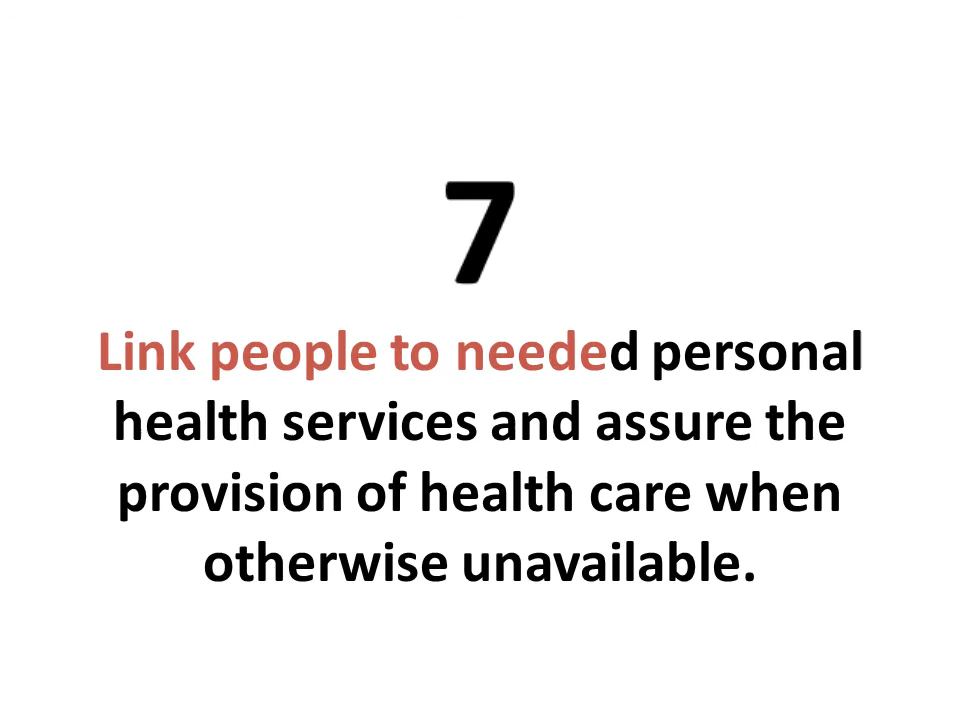 7
Link people to needed personal
health services and assure the
provision of health care when
otherwise unavailable.